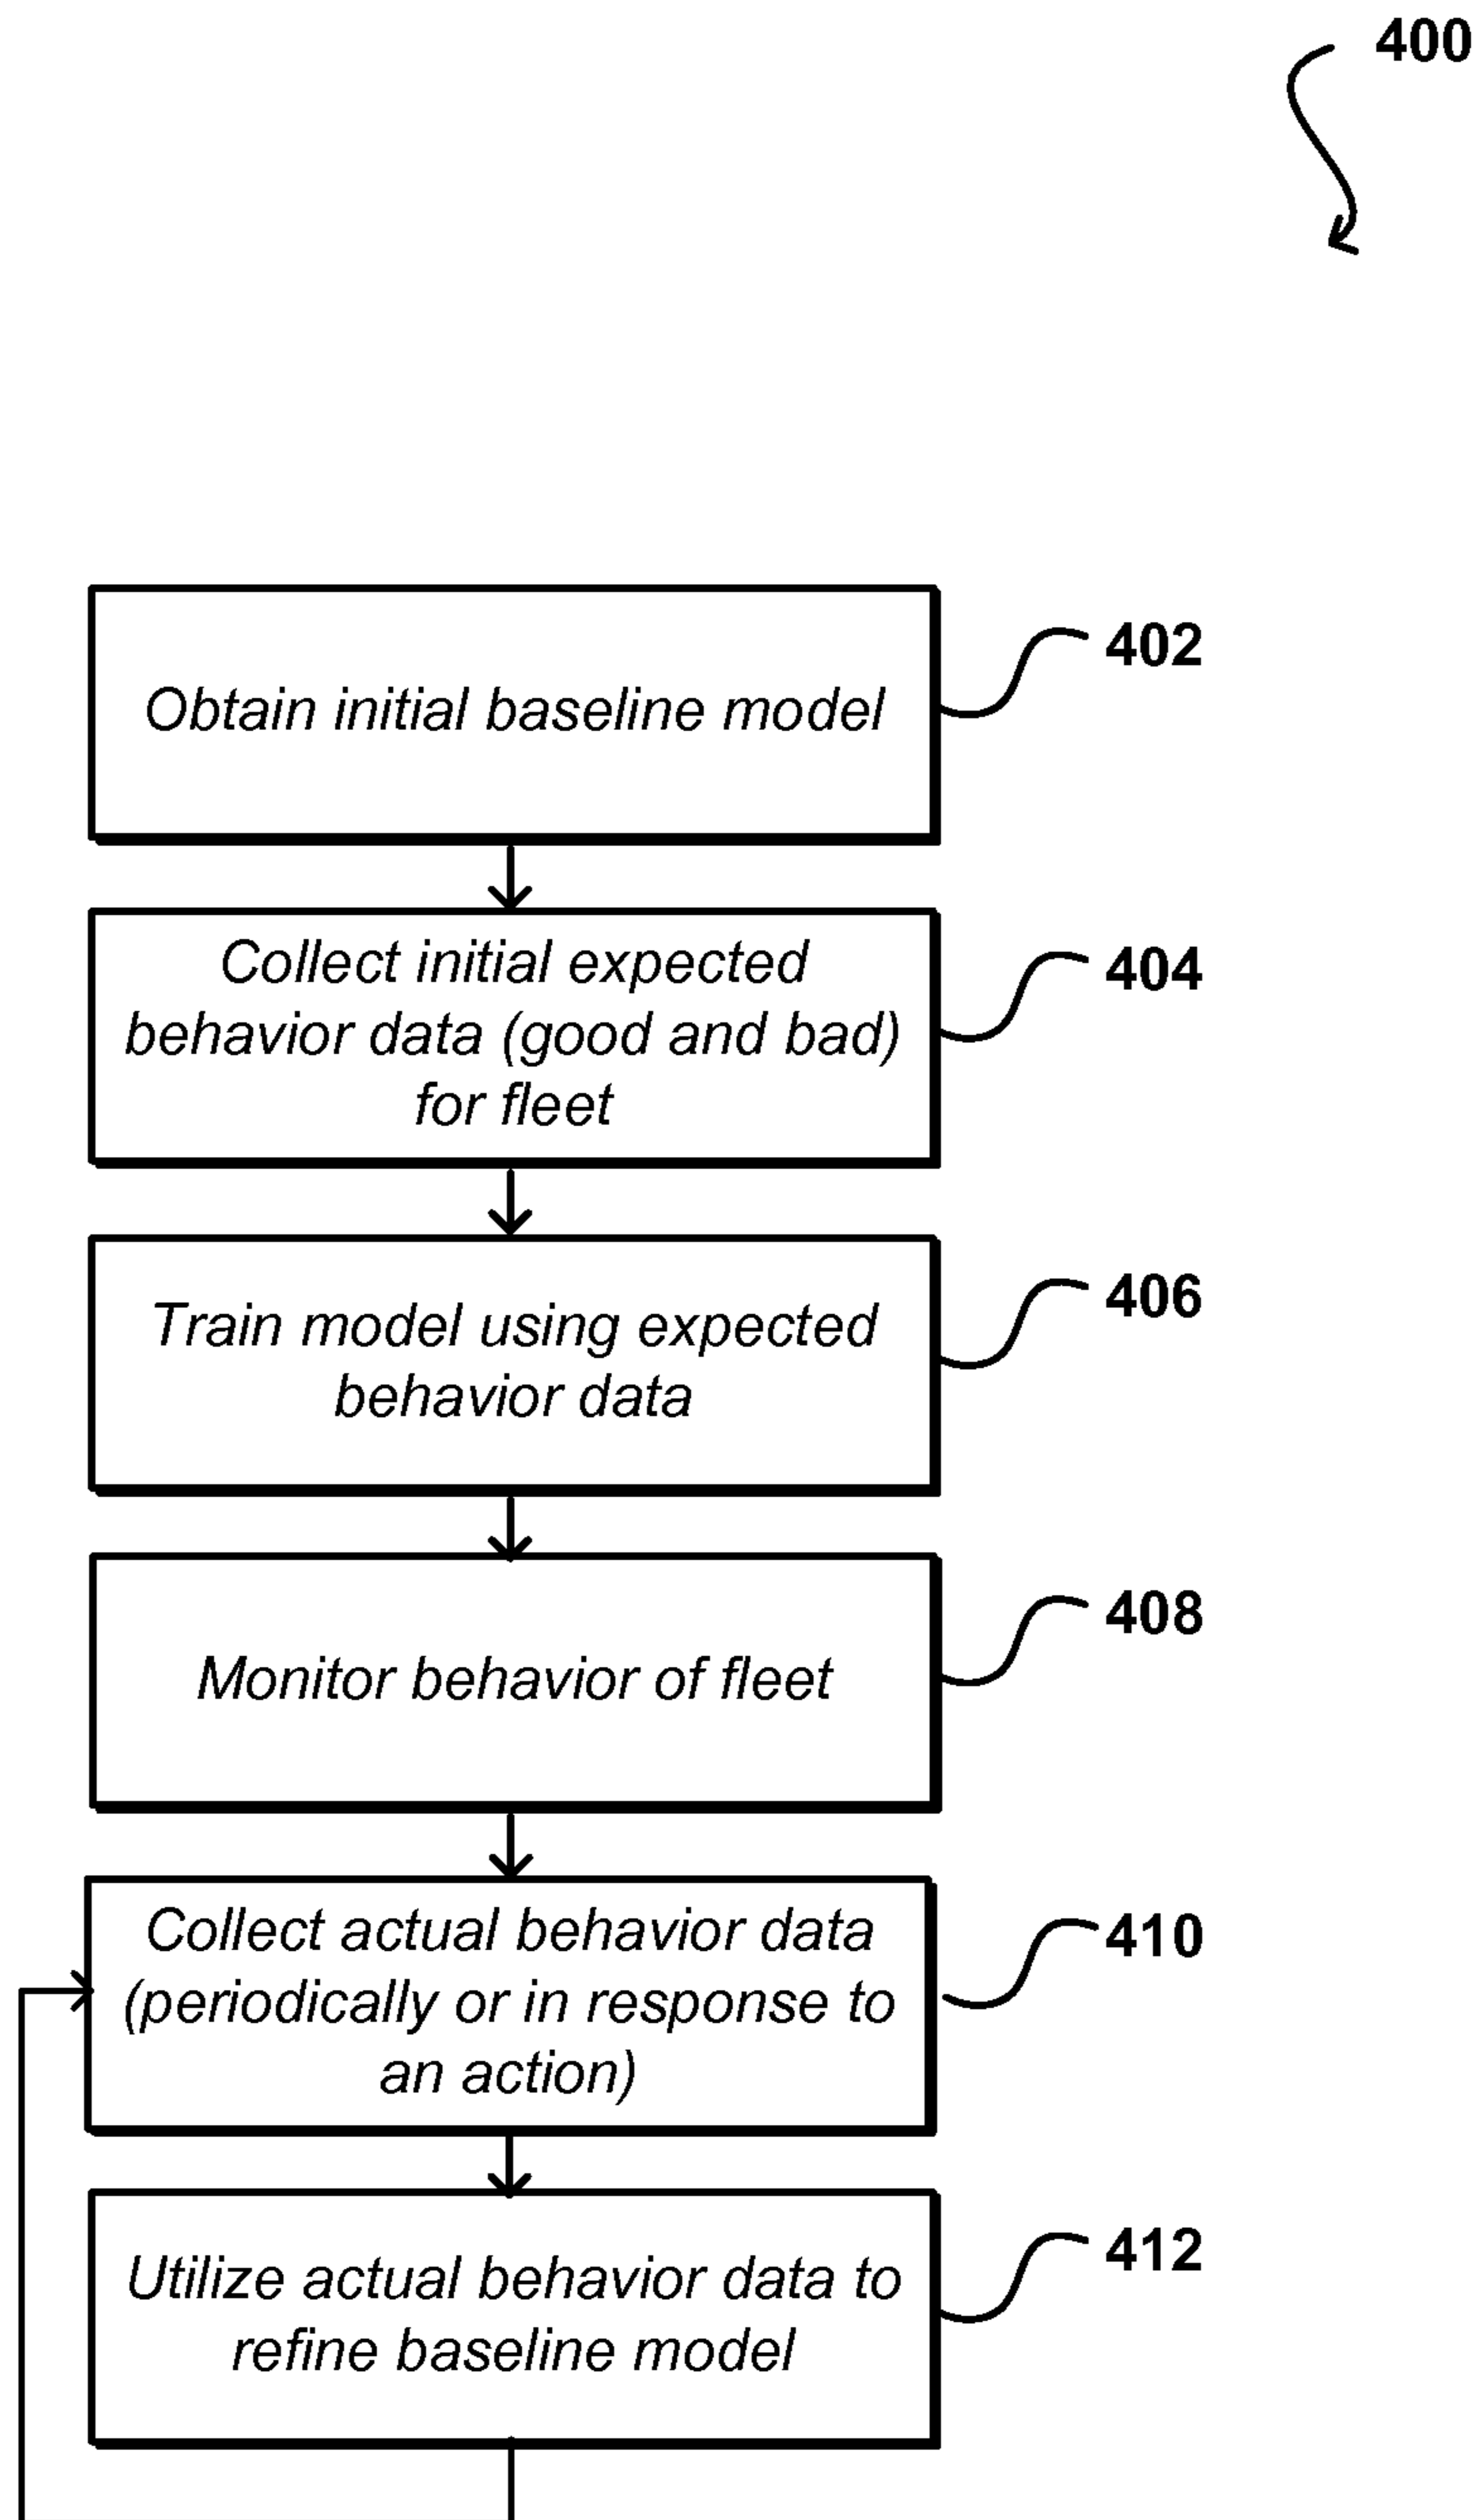 400
Obtain initial baseline model
402
Collect initial expected
behavior data (good and bad)
for fleet
404
Train model using expected
behavior data
406
Monitor behavior of fleet
408
Collect actual behavior data
(periodically or in response to
an action)
410
Utilize actual behavior data to
refine baseline model
412